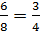 6/8 = 3/4